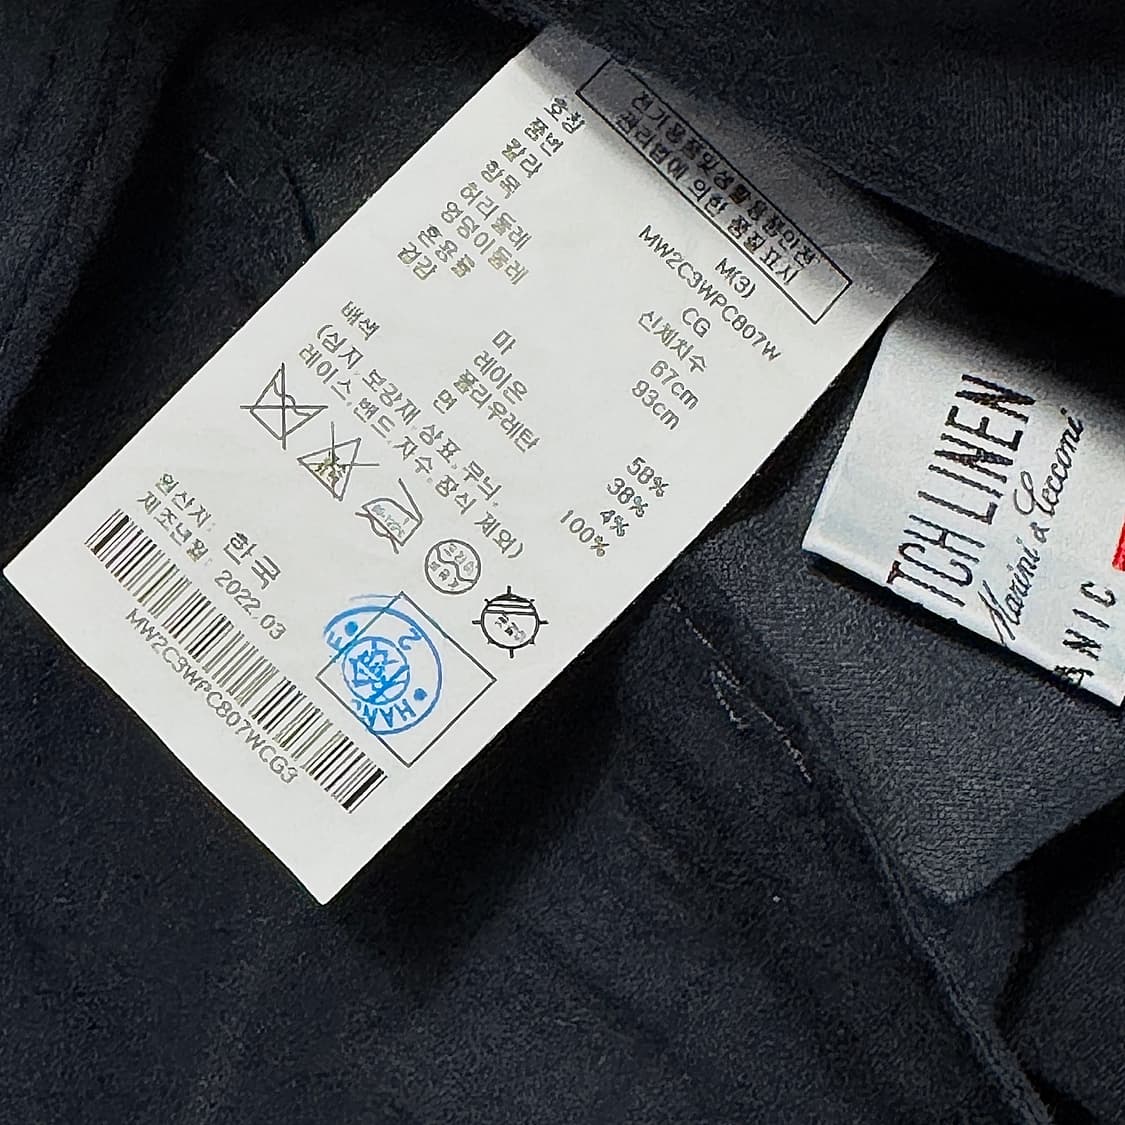 전기용품 및 생활용품 안전관리법에 의한 품질표시
호칭 M(3)
품번 MW2C3WPC807W
칼라 CG
항목 신체치수
허리둘레 67cm
엉덩이둘레 93cm
혼용률
겉감 마 58%
레이온 38%
폴리우레탄 4%
배색 면 100%
(심지, 보강재, 상표, 무늬,
레이스, 밴드, 자수, 장식 제외)
원산지: 한국
제조년월: 2022.03
MW2C3WPC807WCG3
2
TCH LINEN
Marini & Cecconi
ANIC